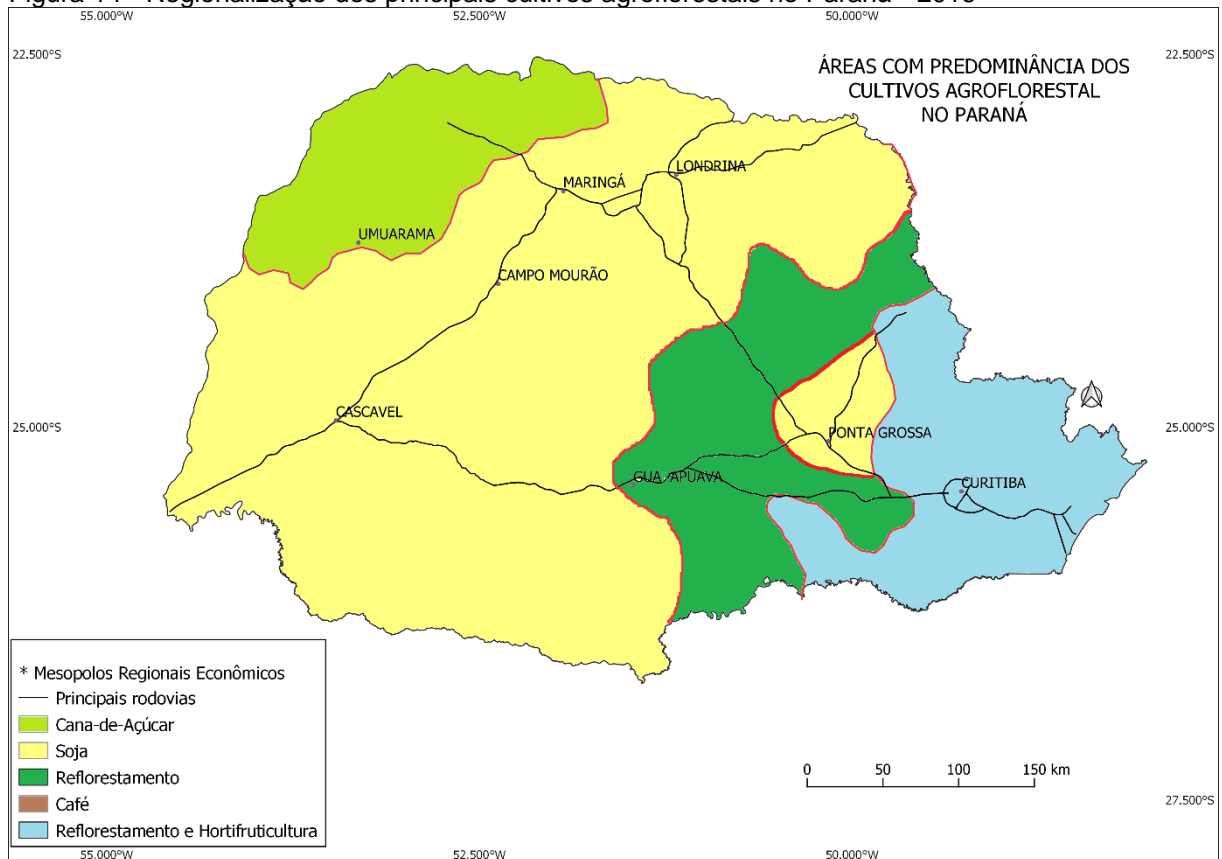 55.000°W 52.500°W 50.000°W
22.500°S 22.500°S
ÁREAS COM PREDOMINÂNCIA DOS
CULTIVOS AGROFLORESTAL
NO PARANÁ
LONDRINA
MARINGÁ
UMUARAMA
CAMPO MOURÃO
CASCAVEL
25.000°S 25.000°S
PONTA GROSSA
GUA APUAVA
CURITIBA
* Mesopolos Regionais Econômicos
Principais rodovias
Cana-de-Açúcar
Soja
Reflorestamento
Café
Reflorestamento e Hortifruticultura
0 50 100 150 km
27.500°S
55.000°W 52.500°W 50.000°W